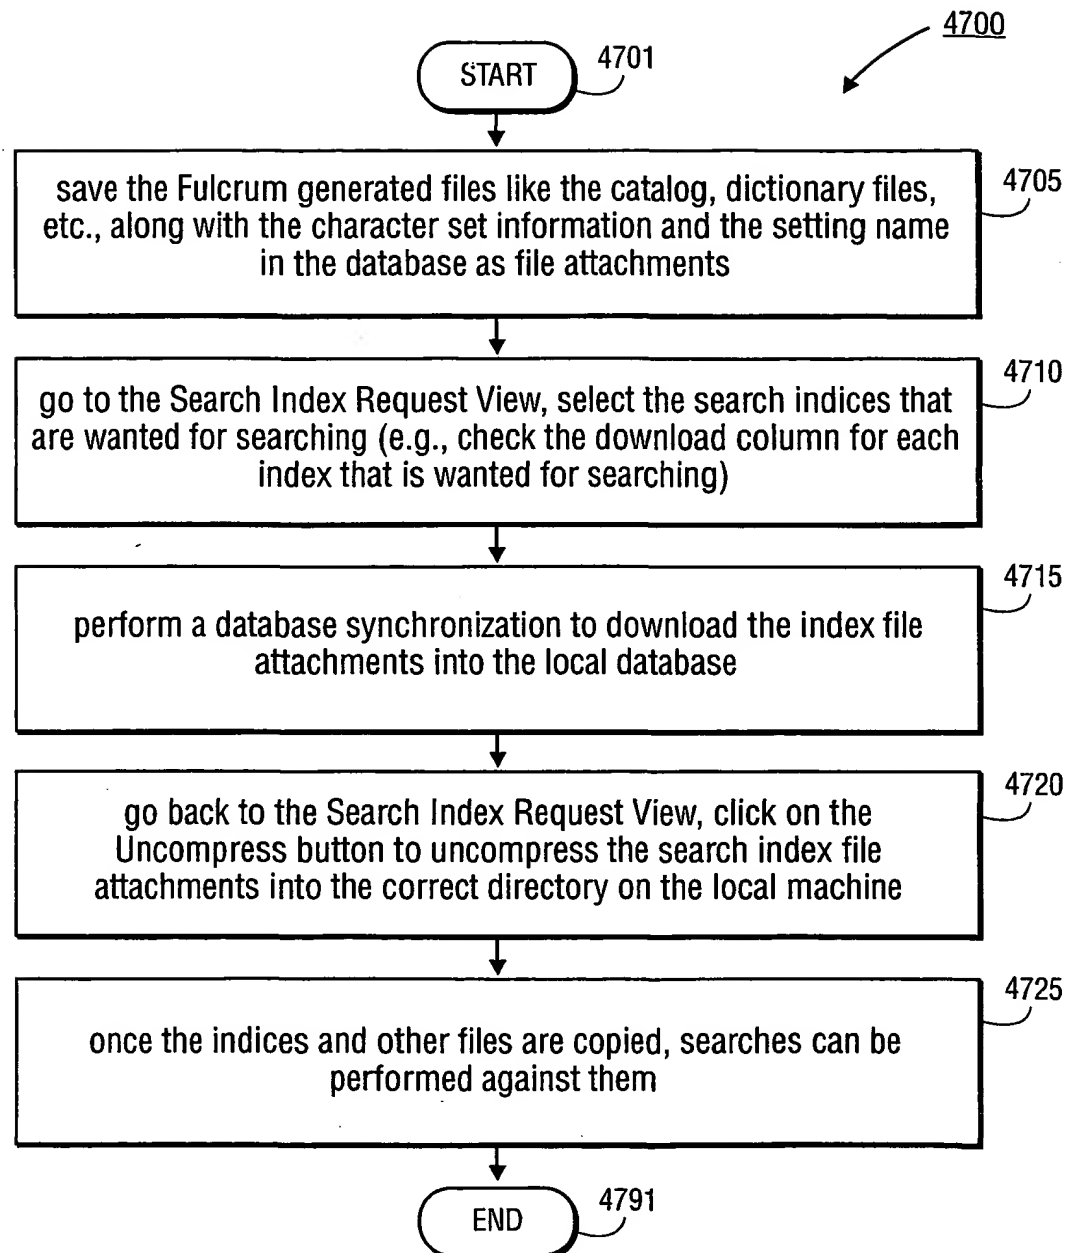 4700
START
4701
save the Fulcrum generated files like the catalog, dictionary files,
etc., along with the character set information and the setting name
in the database as file attachments
4705
go to the Search Index Request View, select the search indices that
are wanted for searching (e.g., check the download column for each
index that is wanted for searching)
4710
perform a database synchronization to download the index file
attachments into the local database
4715
go back to the Search Index Request View, click on the
Uncompress button to uncompress the search index file
attachments into the correct directory on the local machine
4720
once the indices and other files are copied, searches can be
performed against them
4725
END
4791